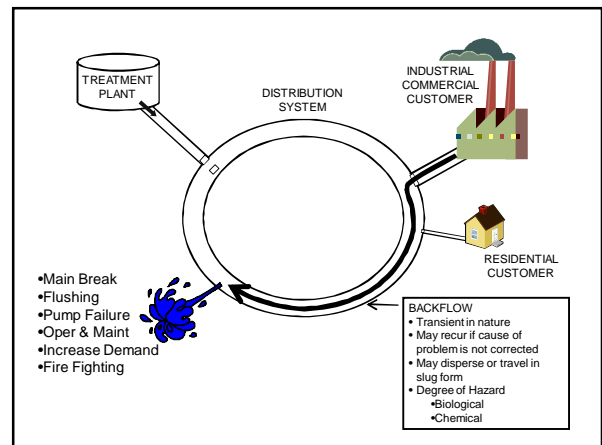 TREATMENT
PLANT
DISTRIBUTION
SYSTEM
INDUSTRIAL
COMMERCIAL
CUSTOMER
RESIDENTIAL
CUSTOMER
•Main Break
•Flushing
•Pump Failure
•Oper & Maint
•Increase Demand
•Fire Fighting
BACKFLOW
• Transient in nature
• May recur if cause of
problem is not corrected
• May disperse or travel in
slug form
• Degree of Hazard
•Biological
•Chemical